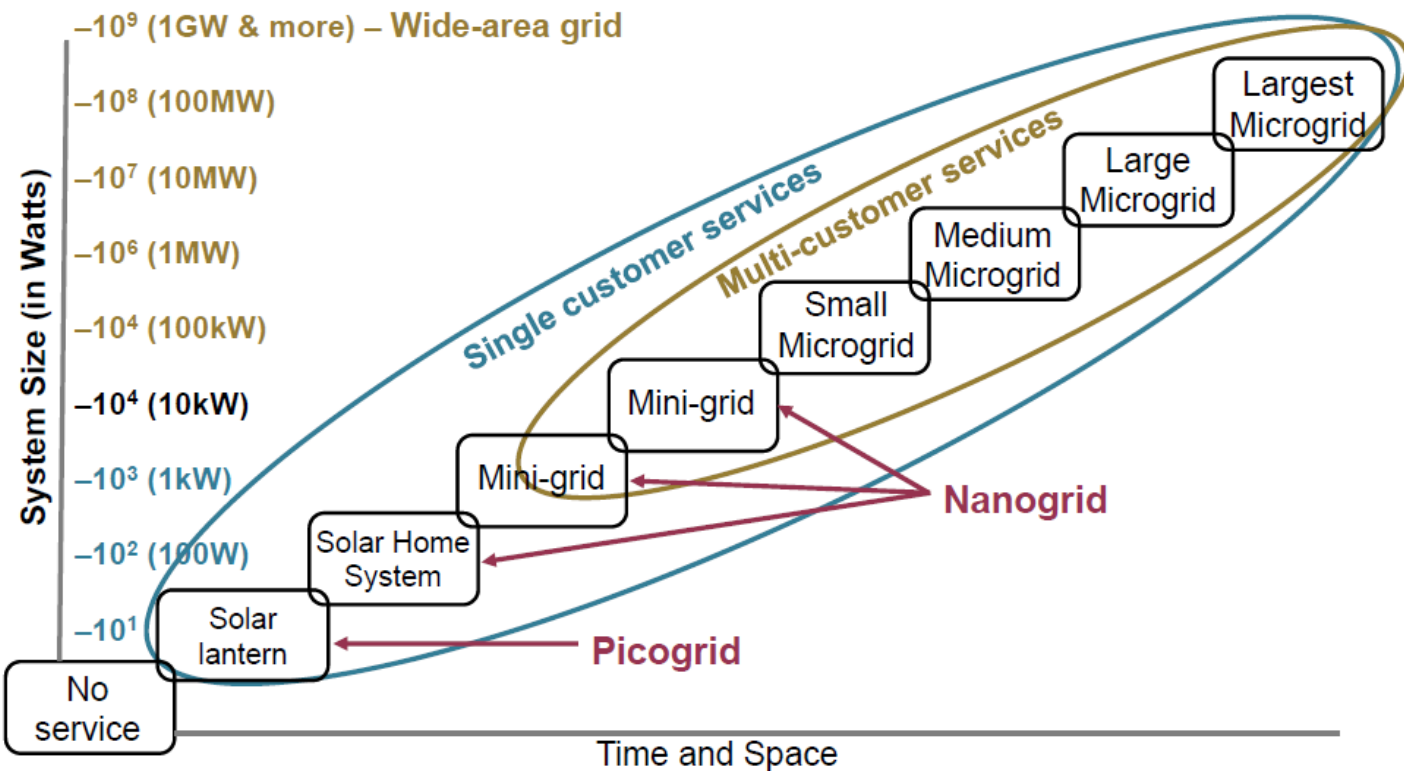 –10⁹ (1GW & more) – Wide-area grid
–10⁸ (100MW)
–10⁷ (10MW)
–10⁶ (1MW)
–10⁴ (100kW)
–10⁴ (10kW)
–10³ (1kW)
–10² (100W)
–10¹
System Size (in Watts)
Single customer services
Multi-customer services
Largest
Microgrid
Large
Microgrid
Medium
Microgrid
Small
Microgrid
Mini-grid
Mini-grid
Nanogrid
Solar Home
System
Solar
lantern
Picogrid
No
service
Time and Space